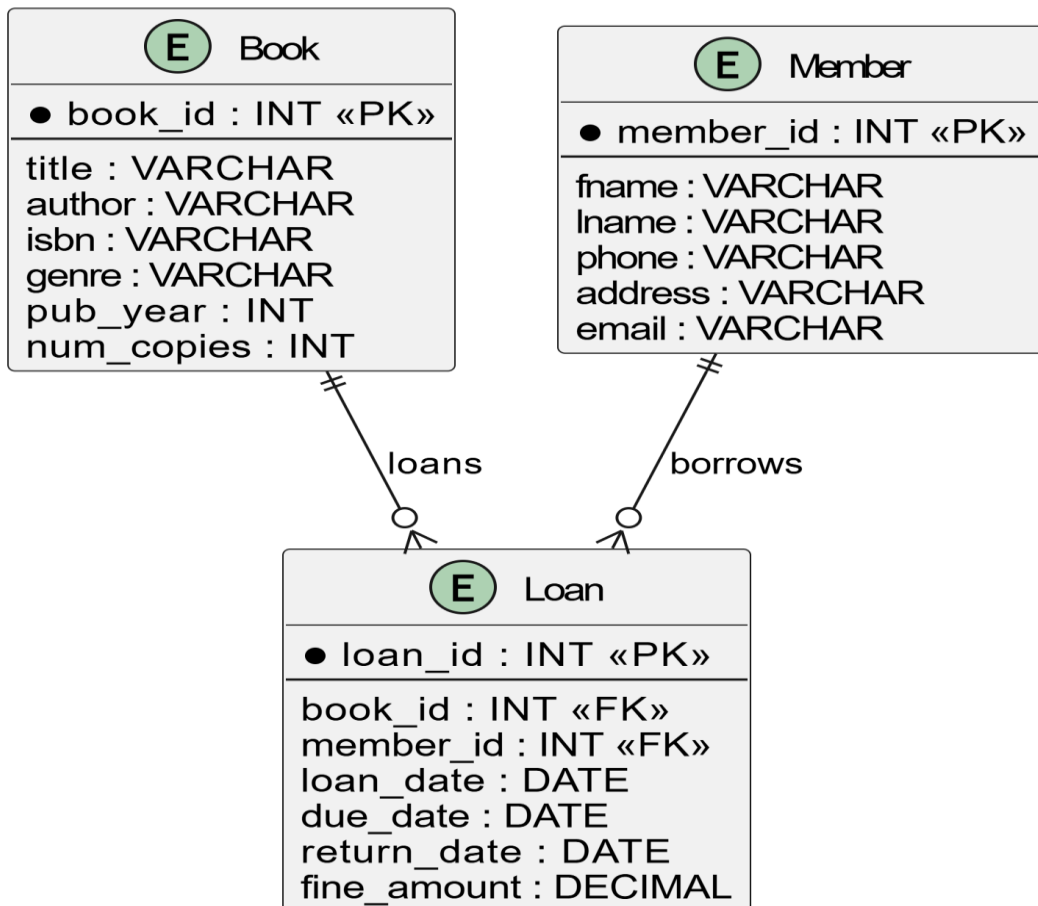 E Book
● book_id : INT «PK»
title : VARCHAR
author : VARCHAR
isbn : VARCHAR
genre : VARCHAR
pub_year : INT
num_copies : INT
E Member
● member_id : INT «PK»
fname : VARCHAR
lname : VARCHAR
phone : VARCHAR
address : VARCHAR
email : VARCHAR
loans
borrows
E Loan
● loan_id : INT «PK»
book_id : INT «FK»
member_id : INT «FK»
loan_date : DATE
due_date : DATE
return_date : DATE
fine_amount : DECIMAL